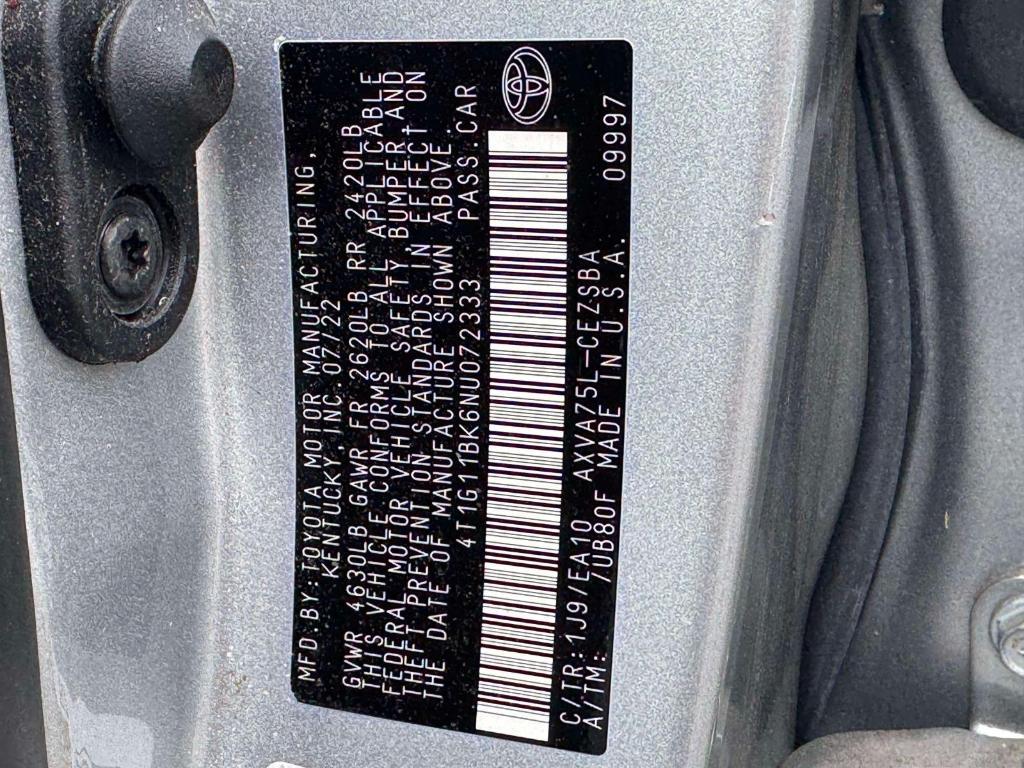 MFD.BY:TOYOTA MOTOR MANUFACTURING,
KENTUCKY,INC.07/22
GVWR 4630LB GAWR FR 2620LB RR 2420LB
THIS VEHICLE CONFORMS TO ALL APPLICABLE
FEDERAL MOTOR VEHICLE SAFETY,BUMPER,AND
THEFT PREVENTION STANDARDS IN EFFECT ON
THE DATE OF MANUFACTURE SHOWN ABOVE.
4T1G11BK6NU072333 PASS.CAR
C/TR:1J9/EA10 AXVA75L-CEZSBA 09997
A/TM: /UB80F MADE IN U.S.A.